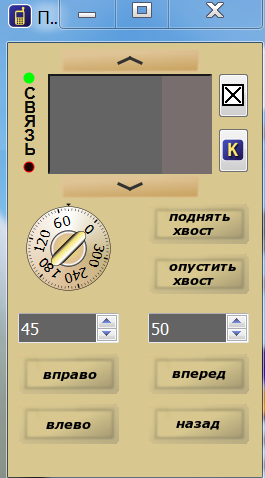 П..
СВЯЗЬ
K
0
60
120
180
240
300
поднять
хвост
опустить
хвост
45
50
вправо
вперед
влево
назад